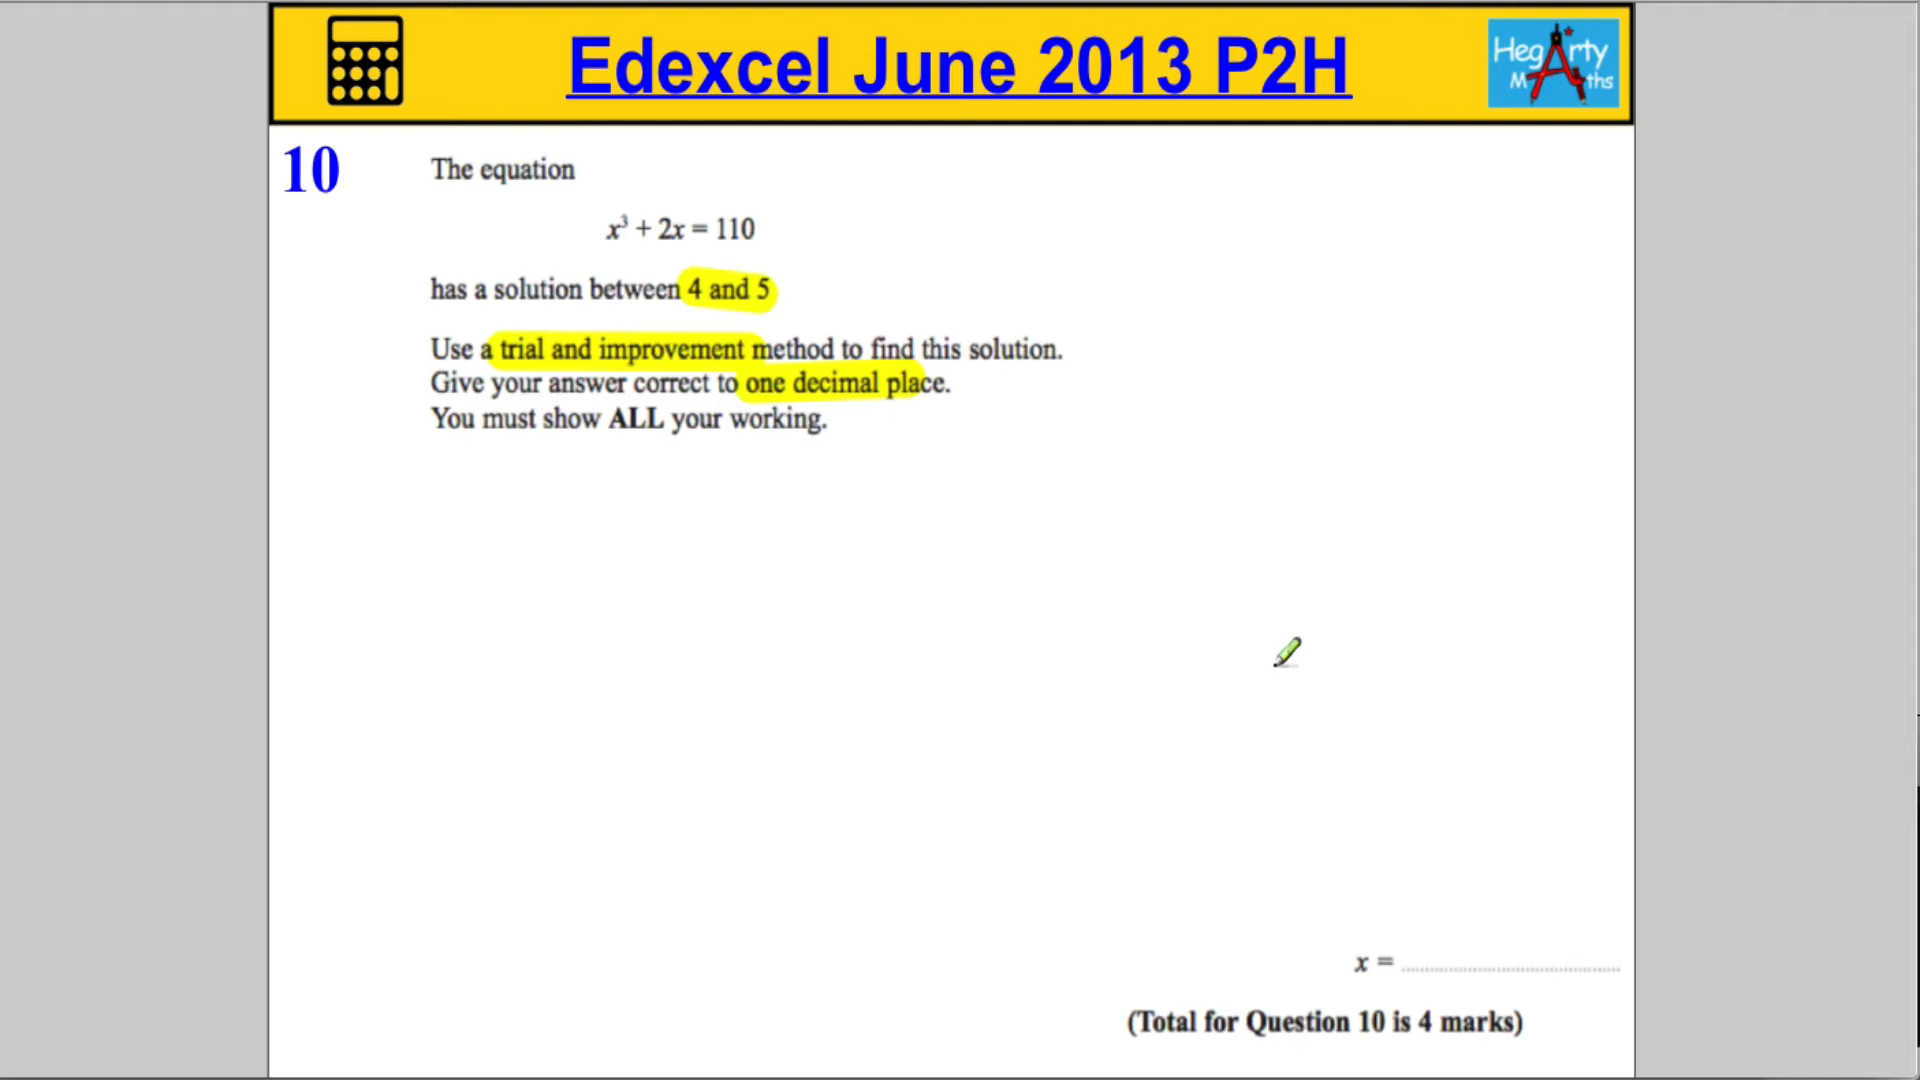 Edexcel June 2013 P2H
HegArty
Maths
10
The equation
x³ + 2x = 110
has a solution between 4 and 5
Use a trial and improvement method to find this solution.
Give your answer correct to one decimal place.
You must show ALL your working.
x = ........................................
(Total for Question 10 is 4 marks)